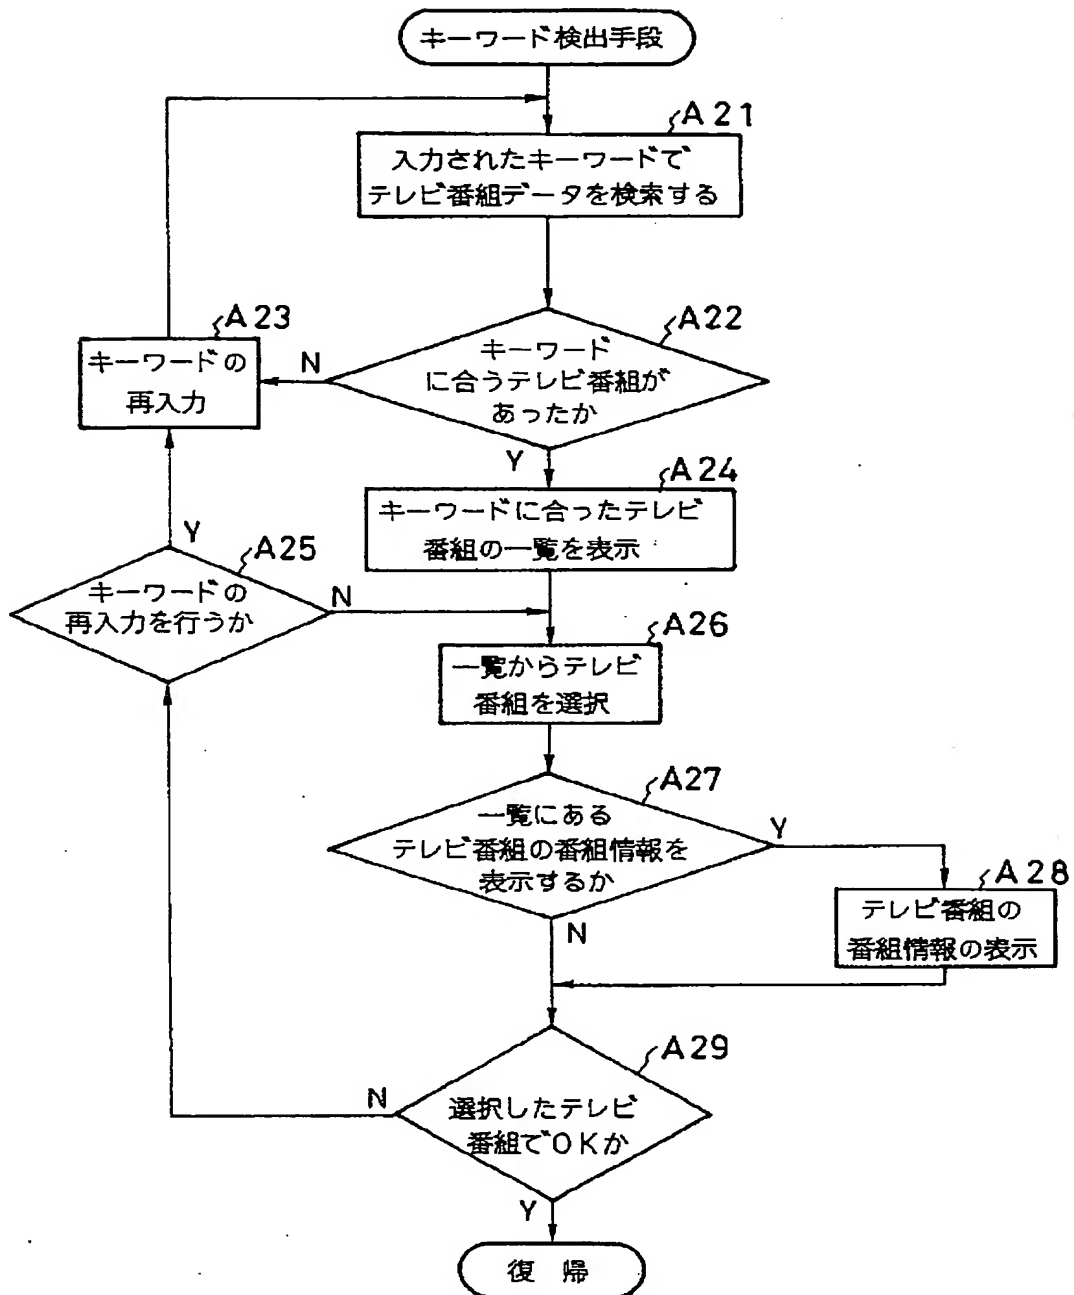 キーワード検出手段
A21
入力されたキーワードで
テレビ番組データを検索する
A22
キーワード
に合うテレビ番組が
あったか
N
Y
A23
キーワードの
再入力
A24
キーワードに合ったテレビ
番組の一覧を表示
A25
キーワードの
再入力を行うか
Y
N
A26
一覧からテレビ
番組を選択
A27
一覧にある
テレビ番組の番組情報を
表示するか
Y
N
A28
テレビ番組の
番組情報の表示
A29
選択したテレビ
番組でOKか
N
Y
復帰